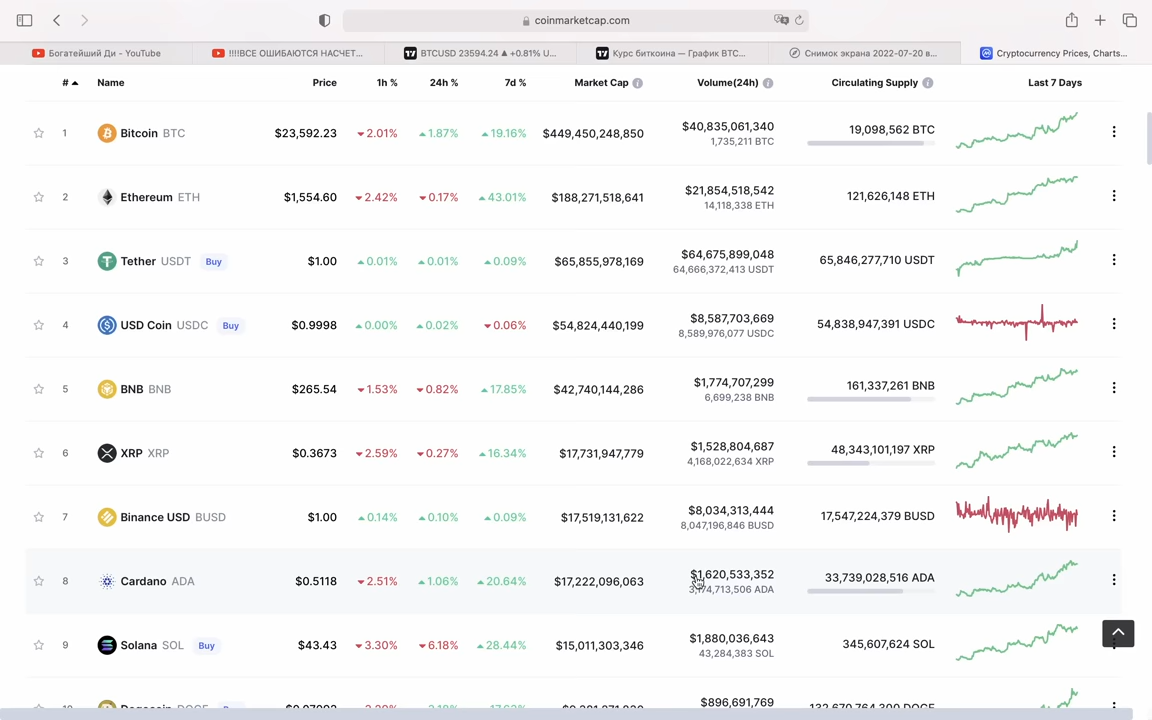 coinmarketcap.com
Богатейший Ди - YouTube
!!!!ВСЕ ОШИБАЮТСЯ НАСЧЕТ...
BTCUSD 23594.24 ▲ +0.81% U...
Курс биткоина — График BTC...
Снимок экрана 2022-07-20 в...
Cryptocurrency Prices, Charts...
# Name Price 1h % 24h % 7d % Market Cap Volume(24h) Circulating Supply Last 7 Days
1 Bitcoin BTC $23,592.23 2.01% 1.87% 19.16% $449,450,248,850 $40,835,061,340 19,098,562 BTC
1,735,211 BTC
2 Ethereum ETH $1,554.60 2.42% 0.17% 43.01% $188,271,518,641 $21,854,518,542 121,626,148 ETH
14,118,338 ETH
3 Tether USDT Buy $1.00 0.01% 0.01% 0.09% $65,855,978,169 $64,675,899,048 65,846,277,710 USDT
64,666,372,413 USDT
4 USD Coin USDC Buy $0.9998 0.00% 0.02% 0.06% $54,824,440,199 $8,587,703,669 54,838,947,391 USDC
8,589,976,077 USDC
5 BNB BNB $265.54 1.53% 0.82% 17.85% $42,740,144,286 $1,774,707,299 161,337,261 BNB
6,699,238 BNB
6 XRP XRP $0.3673 2.59% 0.27% 16.34% $17,731,947,779 $1,528,804,687 48,343,101,197 XRP
4,168,022,634 XRP
7 Binance USD BUSD $1.00 0.14% 0.10% 0.09% $17,519,131,622 $8,034,313,444 17,547,224,379 BUSD
8,047,196,846 BUSD
8 Cardano ADA $0.5118 2.51% 1.06% 20.64% $17,222,096,063 $1,620,533,352 33,739,028,516 ADA
3,174,713,506 ADA
9 Solana SOL Buy $43.43 3.30% 6.18% 28.44% $15,011,303,346 $1,880,036,643 345,607,624 SOL
43,284,383 SOL
$896,691,769